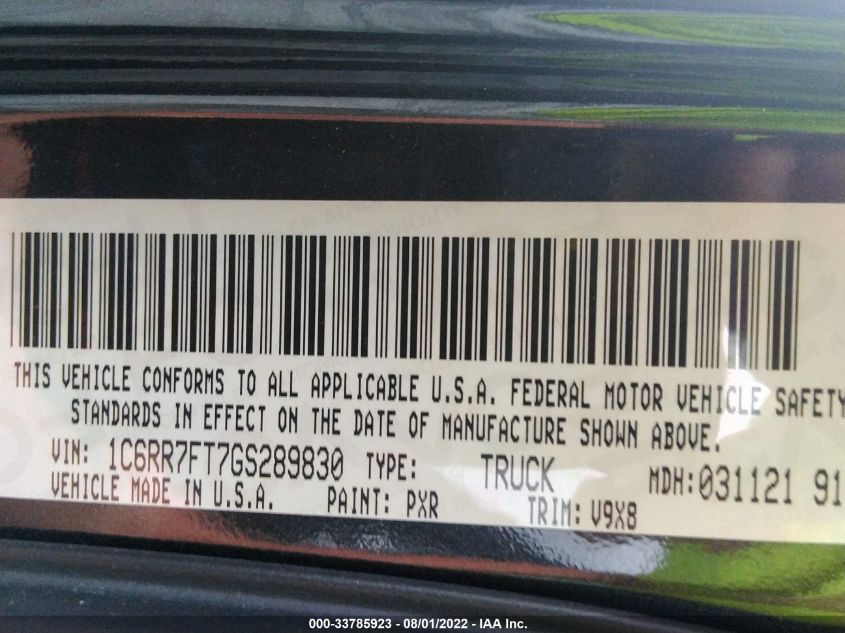 THIS VEHICLE CONFORMS TO ALL APPLICABLE U.S.A. FEDERAL MOTOR VEHICLE SAFETY
STANDARDS IN EFFECT ON THE DATE OF MANUFACTURE SHOWN ABOVE.
VIN: 1C6RR7FT7GS289830 TYPE: TRUCK MDH:031121 91
VEHICLE MADE IN U.S.A. PAINT: PXR TRIM: V9X8
000-33785923 - 08/01/2022 - IAA Inc.